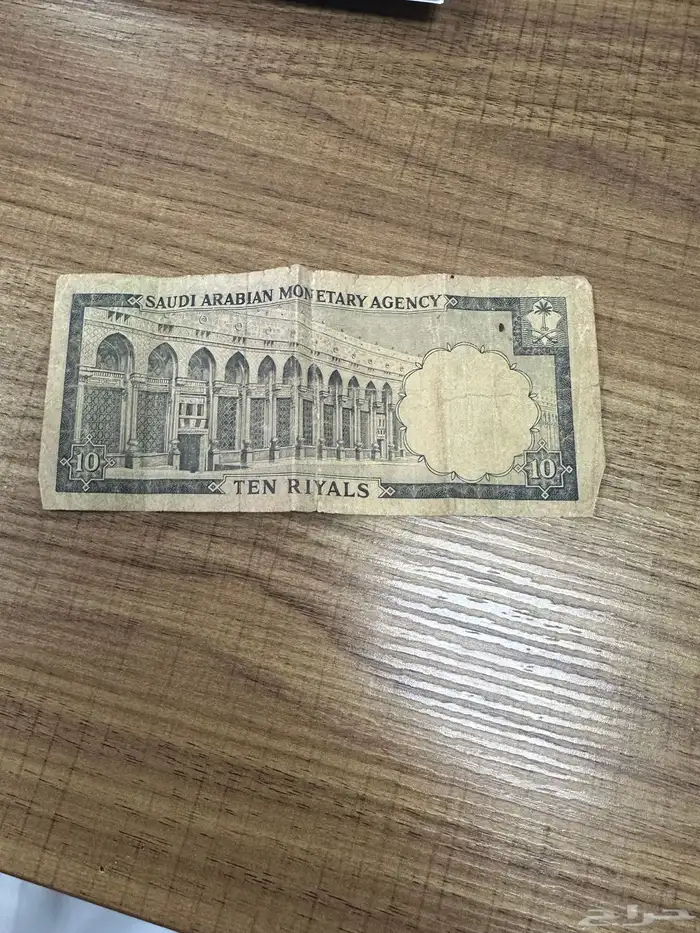 SAUDI ARABIAN MONETARY AGENCY
10
10
TEN RIYALS
حراج